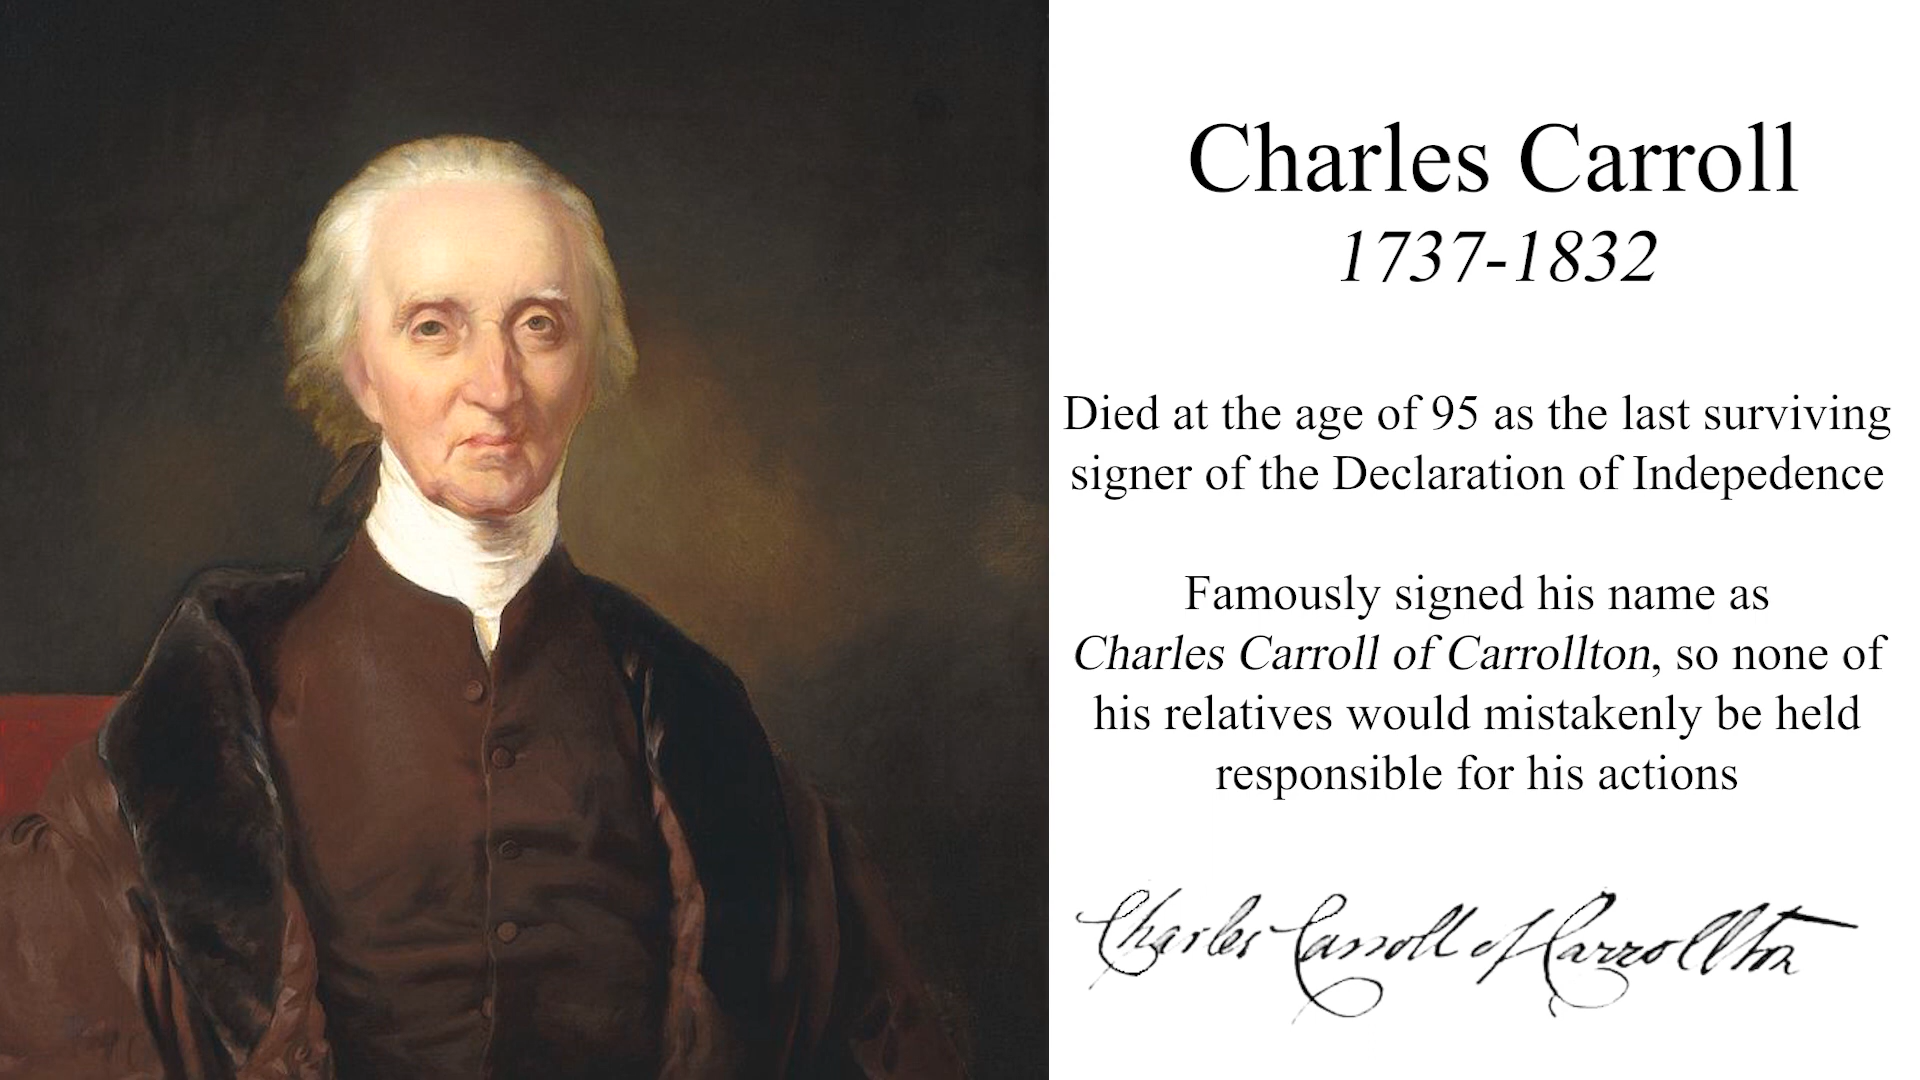 Charles Carroll
1737-1832
Died at the age of 95 as the last surviving
signer of the Declaration of Indepedence
Famously signed his name as
Charles Carroll of Carrollton, so none of
his relatives would mistakenly be held
responsible for his actions
Charles Carroll of Carrollton